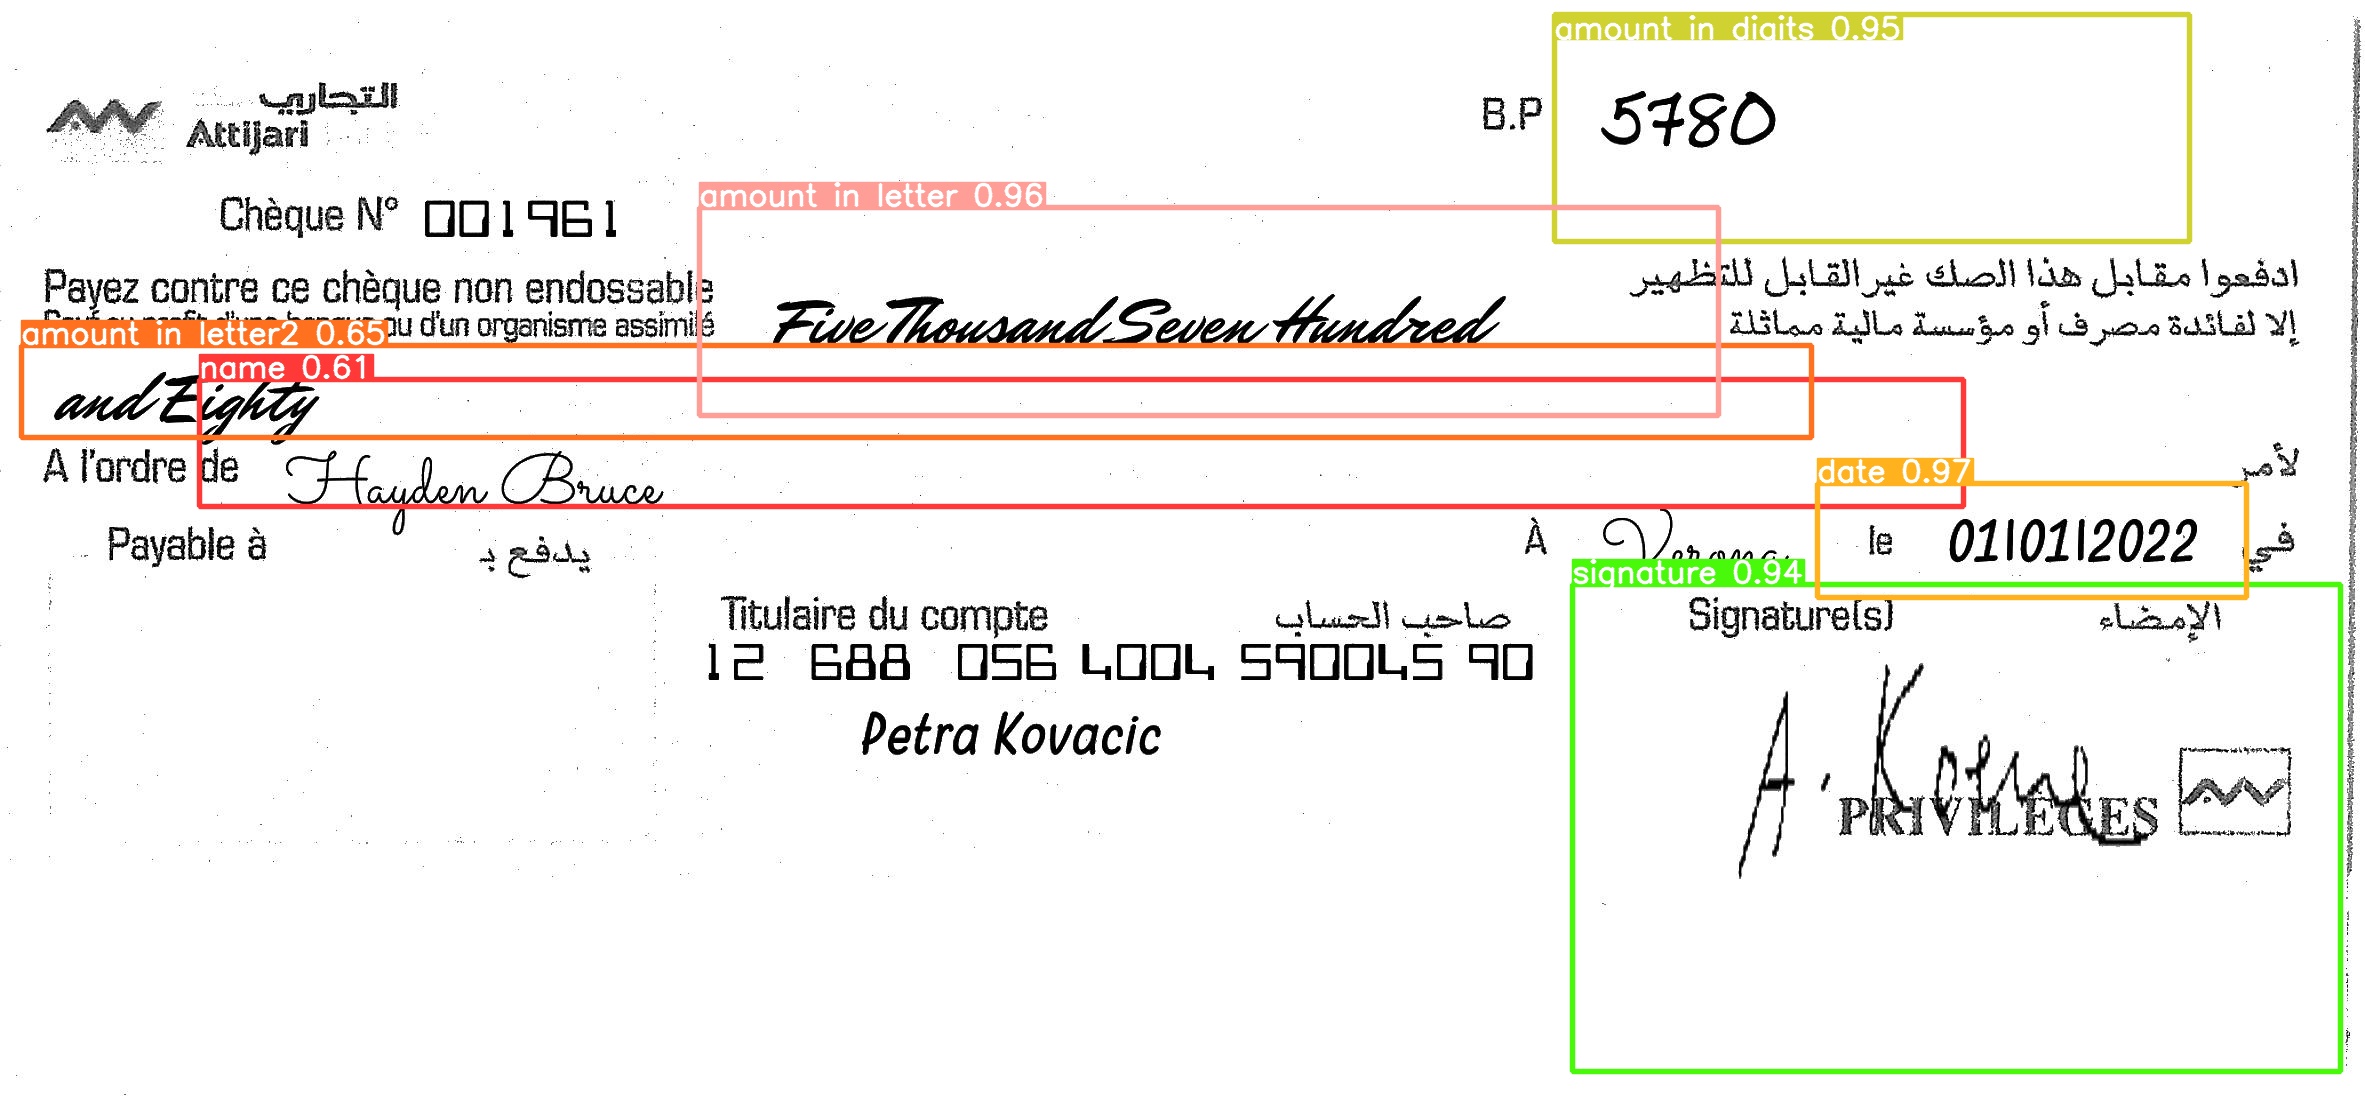 amount in digits 0.95
التجاري
Attijari
B.P 5780
amount in letter 0.96
Chèque N° 001961
Payez contre ce chèque non endossable
ادفعوا مقابل هذا الصك غير القابل للتظهير
au d'un organisme assimilé
Five Thousand Seven Hundred
إلا لفائدة مصرف أو مؤسسة مالية مماثلة
amount in letter2 0.65
name 0.61
and Eighty
A l'ordre de Hayden Bruce لأمر
date 0.97
Payable à يدفع بـ À Verona le 01|01|2022 في
signature 0.94
Titulaire du compte صاحب الحساب Signature(s) الإمضاء
12 688 056 4004 590045 90
Petra Kovacic
PRIVILÈGES